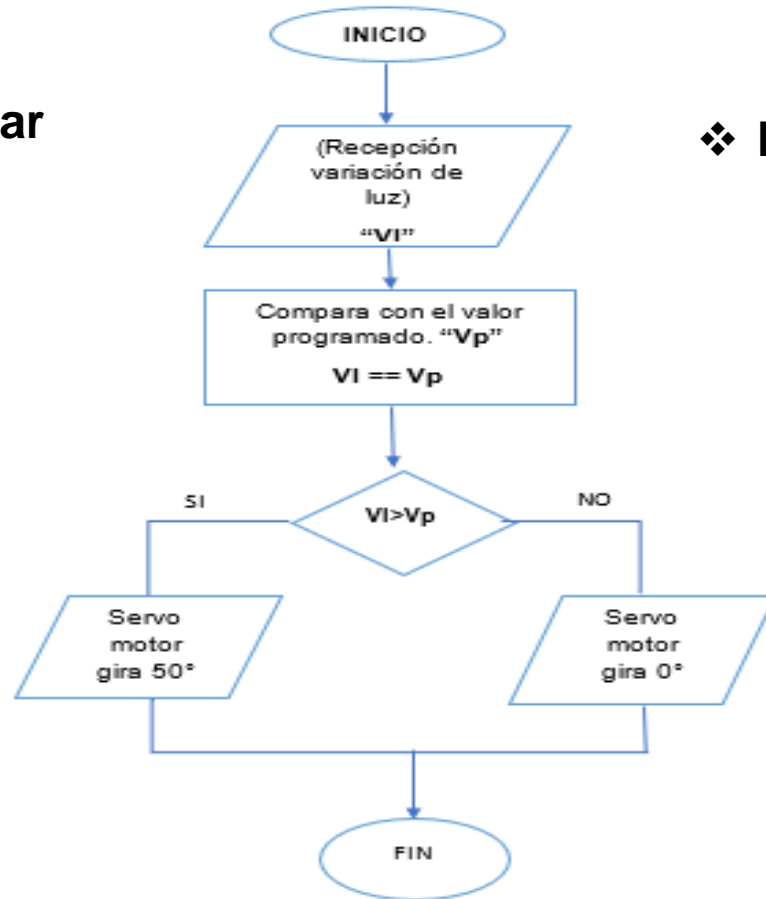 INICIO
ar
❖
(Recepción
variación de
luz)
“Vl”
Compara con el valor
programado. “Vp”
Vl == Vp
SI
Vl>Vp
NO
Servo
motor
gira 50°
Servo
motor
gira 0°
FIN